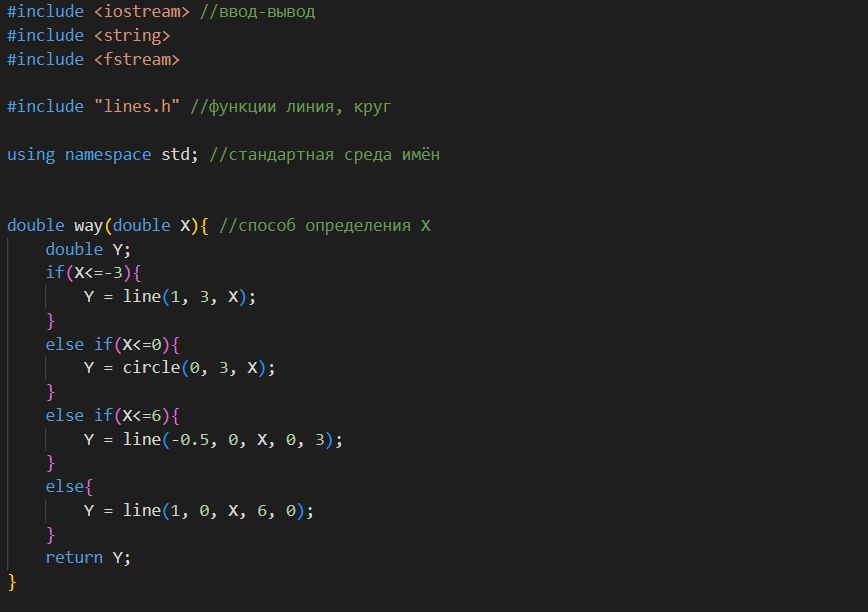 #include <iostream> //ввод-вывод
#include <string>
#include <fstream>
#include "lines.h" //функции линия, круг
using namespace std; //стандартная среда имён
double way(double X){ //способ определения X
    double Y;
    if(X<=-3){
        Y = line(1, 3, X);
    }
    else if(X<=0){
        Y = circle(0, 3, X);
    }
    else if(X<=6){
        Y = line(-0.5, 0, X, 0, 3);
    }
    else{
        Y = line(1, 0, X, 6, 0);
    }
    return Y;
}